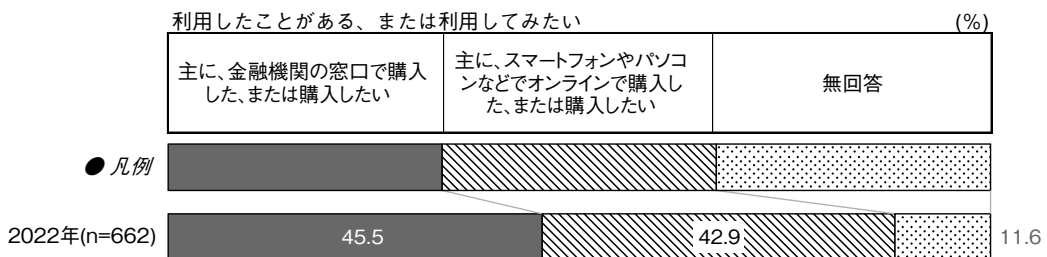 利用したことがある、または利用してみたい (%)
主に、金融機関の窓口で購入
した、または購入したい
主に、スマートフォンやパソコ
ンなどでオンラインで購入し
た、または購入したい
無回答
● 凡例
2022年(n=662) 45.5 42.9 11.6